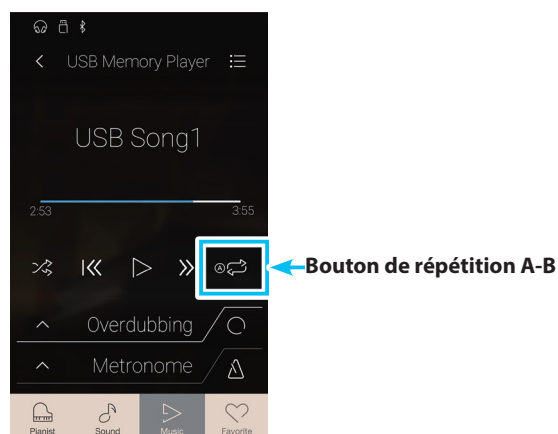 USB Memory Player
USB Song1
2:53 3:55
A
Bouton de répétition A-B
Overdubbing
Metronome
Pianist Sound Music Favorite